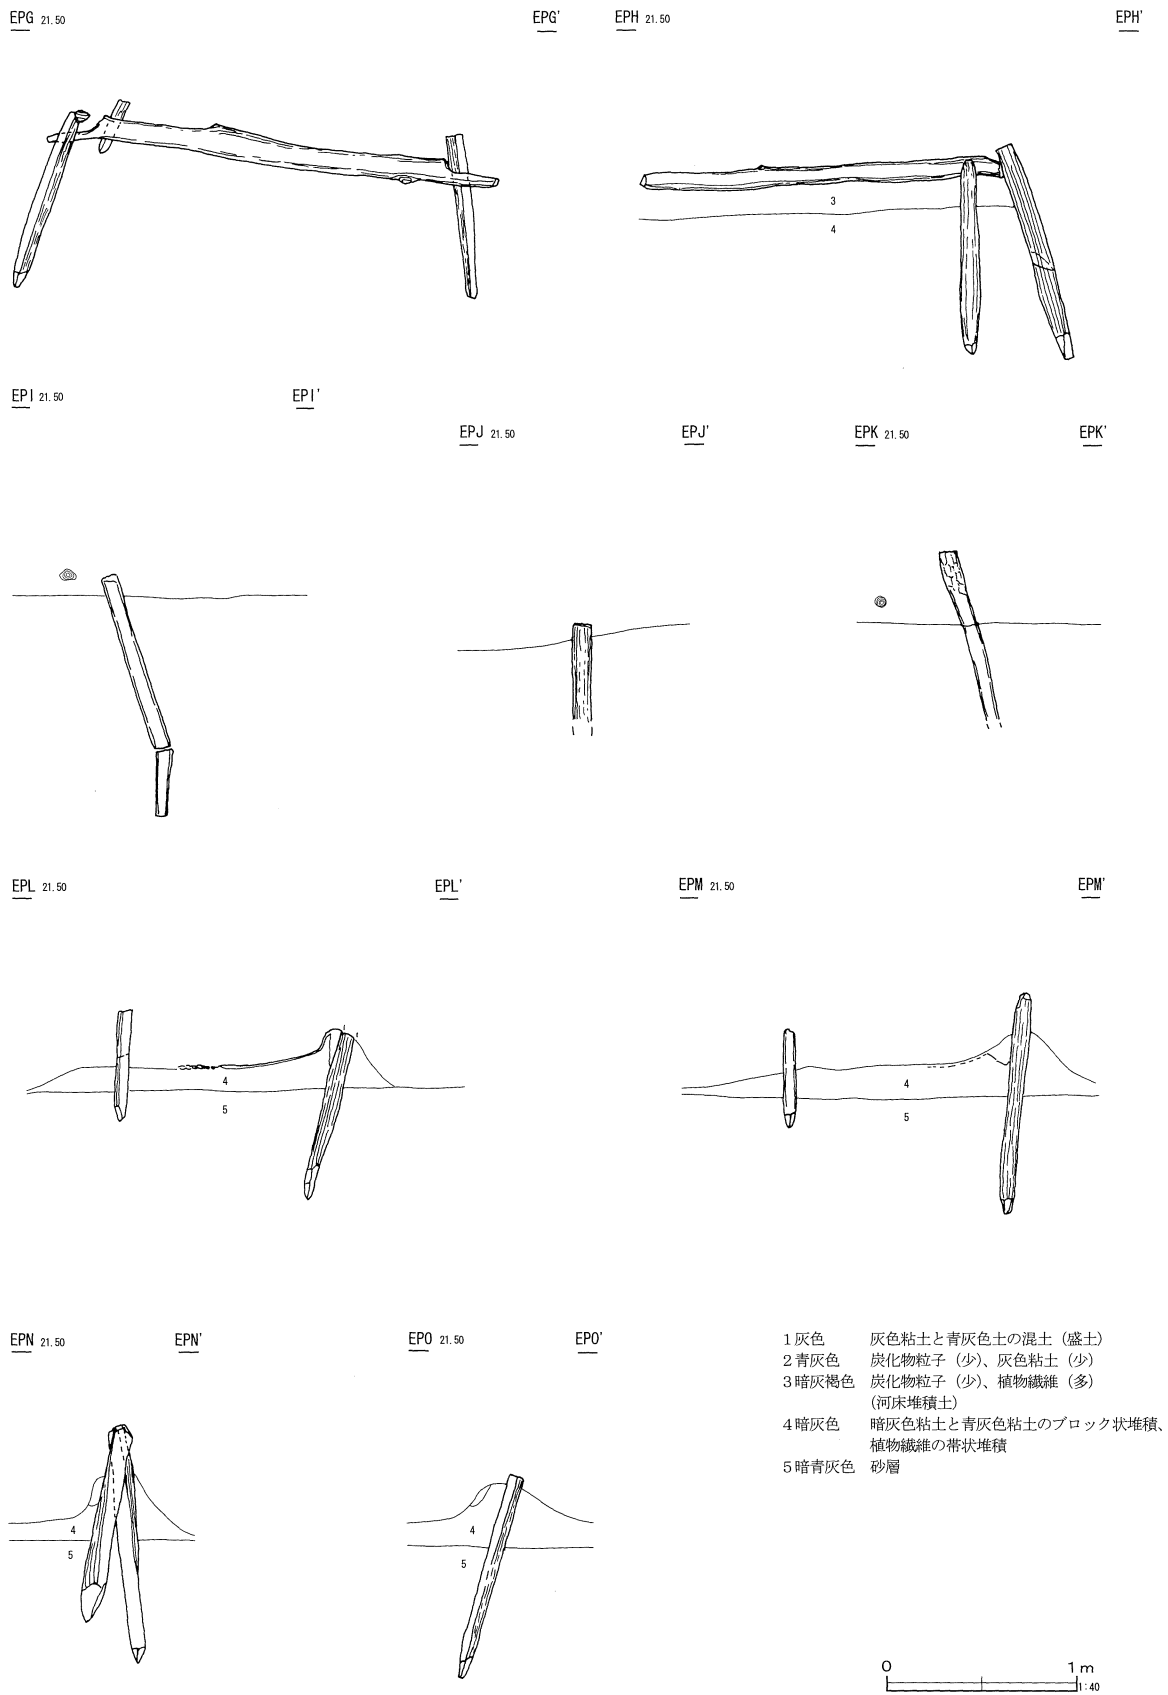 EPG 21.50 EPG'
EPH 21.50 EPH'
3
4
EPI 21.50 EPI'
EPJ 21.50 EPJ'
EPK 21.50 EPK'
EPL 21.50 EPL'
EPM 21.50 EPM'
4
5
4
5
EPN 21.50 EPN'
EPO 21.50 EPO'
4
5
4
5
1灰色 灰色粘土と青灰色土の混土（盛土）
2青灰色 炭化物粒子（少）、灰色粘土（少）
3暗灰褐色 炭化物粒子（少）、植物繊維（多）
（河床堆積土）
4暗灰色 暗灰色粘土と青灰色粘土のブロック状堆積、
植物繊維の帯状堆積
5暗青灰色 砂層
0 1m
1:40